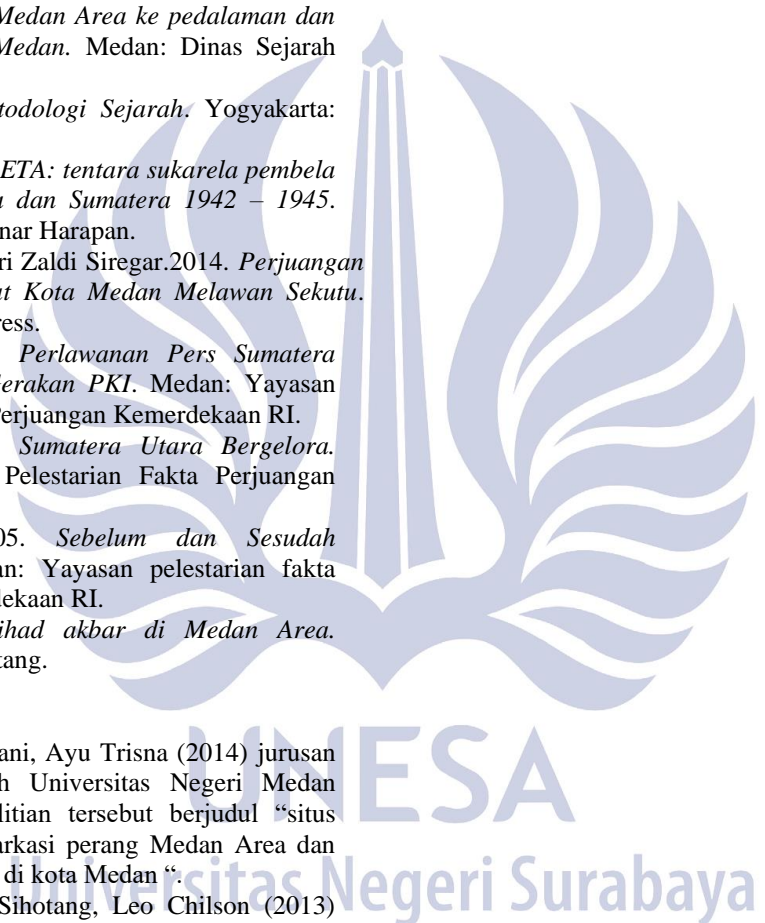 Medan Area ke pedalaman dan
Medan. Medan: Dinas Sejarah
todologi Sejarah. Yogyakarta:
ETA: tentara sukarela pembela
dan Sumatera 1942 – 1945.
nar Harapan.
ri Zaldi Siregar.2014. Perjuangan
at Kota Medan Melawan Sekutu.
ress.
Perlawanan Pers Sumatera
Gerakan PKI. Medan: Yayasan
Perjuangan Kemerdekaan RI.
Sumatera Utara Bergelora.
Pelestarian Fakta Perjuangan
05. Sebelum dan Sesudah
an: Yayasan pelestarian fakta
dekaan RI.
ihad akbar di Medan Area.
tang.
ani, Ayu Trisna (2014) jurusan
h Universitas Negeri Medan
litian tersebut berjudul “situs
arkasi perang Medan Area dan
di kota Medan “.
Sihotang, Leo Chilson (2013)
UNESA
Universitas Negeri Surabaya